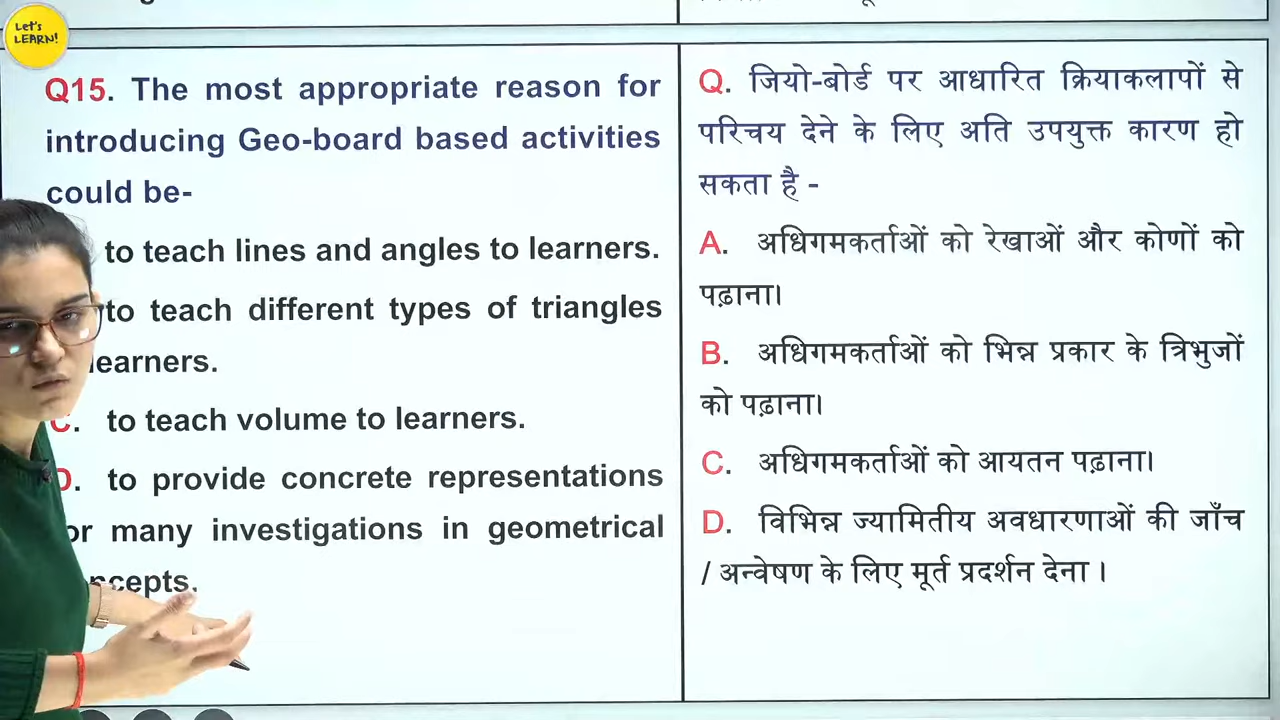 Let's
LEARN!
Q15. The most appropriate reason for
introducing Geo-board based activities
could be-
to teach lines and angles to learners.
to teach different types of triangles
learners.
C. to teach volume to learners.
D. to provide concrete representations
or many investigations in geometrical
ncepts.
Q. जियो-बोर्ड पर आधारित क्रियाकलापों से
परिचय देने के लिए अति उपयुक्त कारण हो
सकता है -
A. अधिगमकर्ताओं को रेखाओं और कोणों को
पढ़ाना।
B. अधिगमकर्ताओं को भिन्न प्रकार के त्रिभुजों
को पढ़ाना।
C. अधिगमकर्ताओं को आयतन पढ़ाना।
D. विभिन्न ज्यामितीय अवधारणाओं की जाँच
/ अन्वेषण के लिए मूर्त प्रदर्शन देना ।